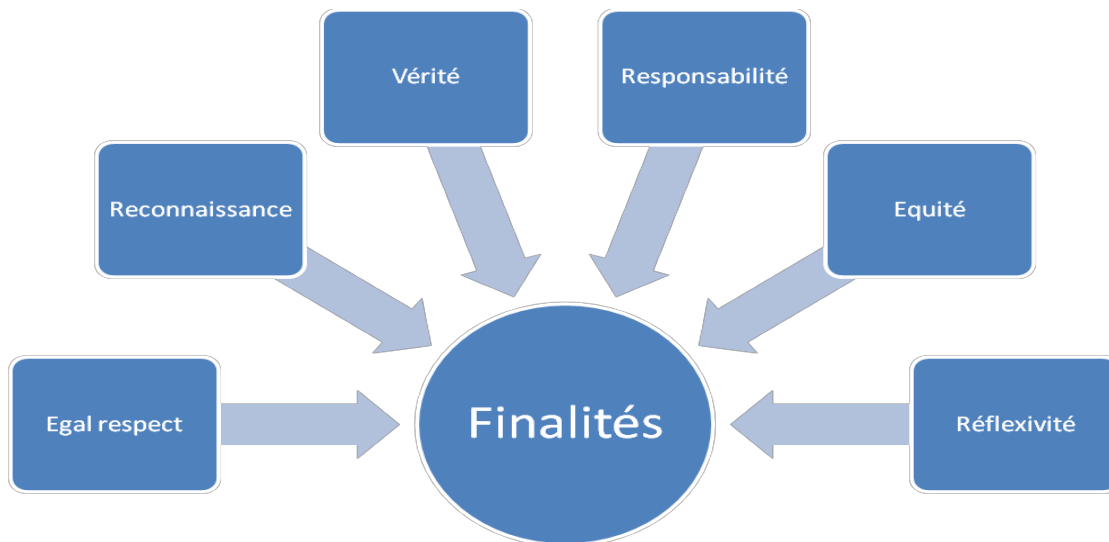 Vérité
Responsabilité
Reconnaissance
Equité
Egal respect
Finalités
Réflexivité